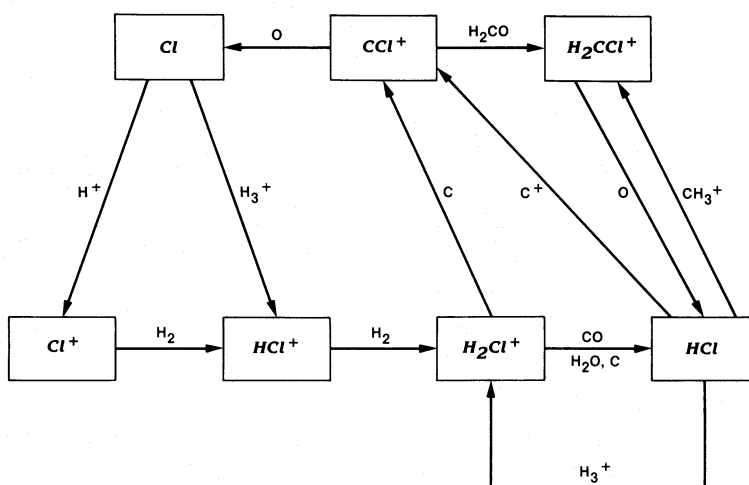 O
H₂CO
Cl
CCl⁺
H₂CCl⁺
H⁺
H₃⁺
C
C⁺
O
CH₃⁺
H₂
H₂
CO
Cl⁺
HCl⁺
H₂Cl⁺
HCl
H₂O, C
H₃⁺